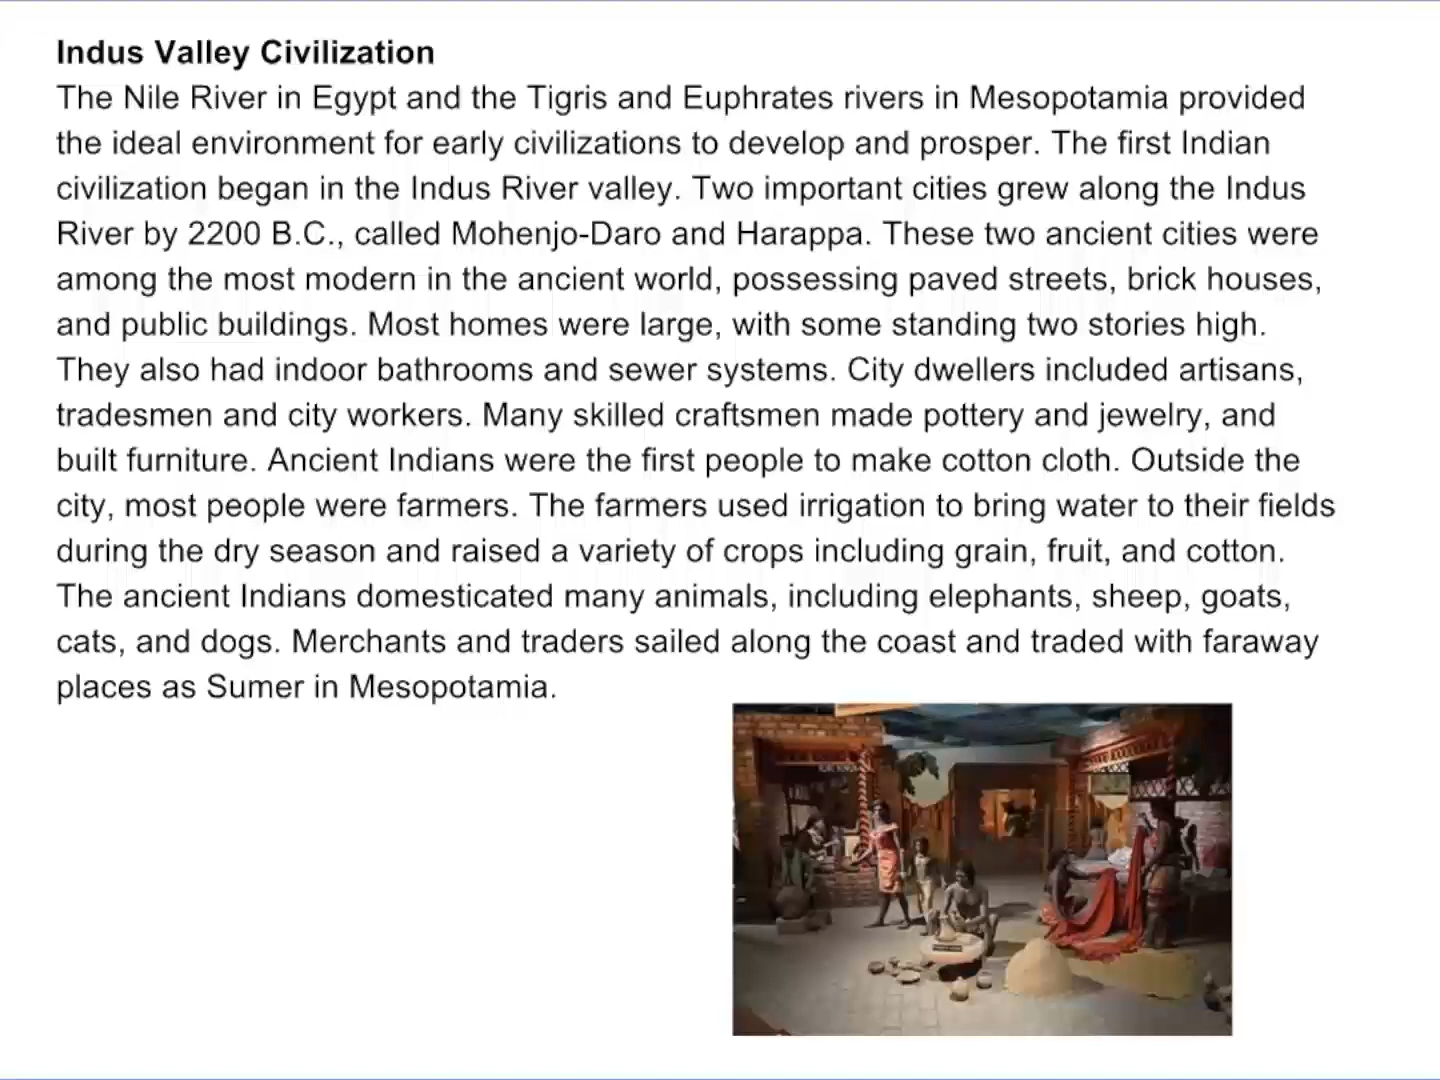 Indus Valley Civilization
The Nile River in Egypt and the Tigris and Euphrates rivers in Mesopotamia provided
the ideal environment for early civilizations to develop and prosper. The first Indian
civilization began in the Indus River valley. Two important cities grew along the Indus
River by 2200 B.C., called Mohenjo-Daro and Harappa. These two ancient cities were
among the most modern in the ancient world, possessing paved streets, brick houses,
and public buildings. Most homes were large, with some standing two stories high.
They also had indoor bathrooms and sewer systems. City dwellers included artisans,
tradesmen and city workers. Many skilled craftsmen made pottery and jewelry, and
built furniture. Ancient Indians were the first people to make cotton cloth. Outside the
city, most people were farmers. The farmers used irrigation to bring water to their fields
during the dry season and raised a variety of crops including grain, fruit, and cotton.
The ancient Indians domesticated many animals, including elephants, sheep, goats,
cats, and dogs. Merchants and traders sailed along the coast and traded with faraway
places as Sumer in Mesopotamia.